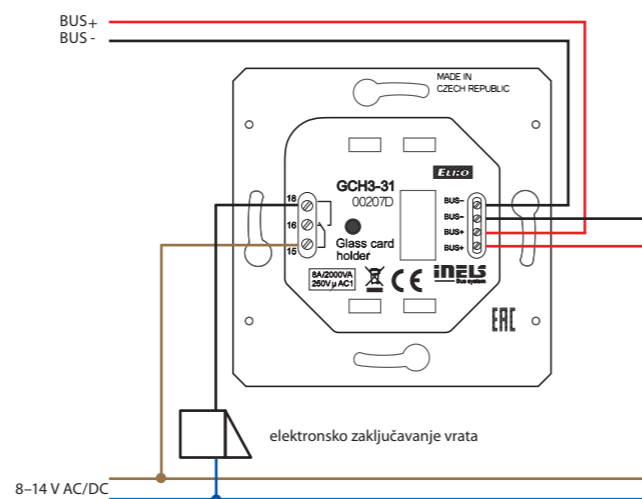 BUS+
BUS -
MADE IN
CZECH REPUBLIC
ELKO
GCH3-31
00207D
18
16
15
BUS-
BUS-
BUS+
BUS+
Glass card
holder
8A/2000VA
250V µ AC1
CE
iNELS
Bus system
EAC
elektronsko zaključavanje vrata
8–14 V AC/DC